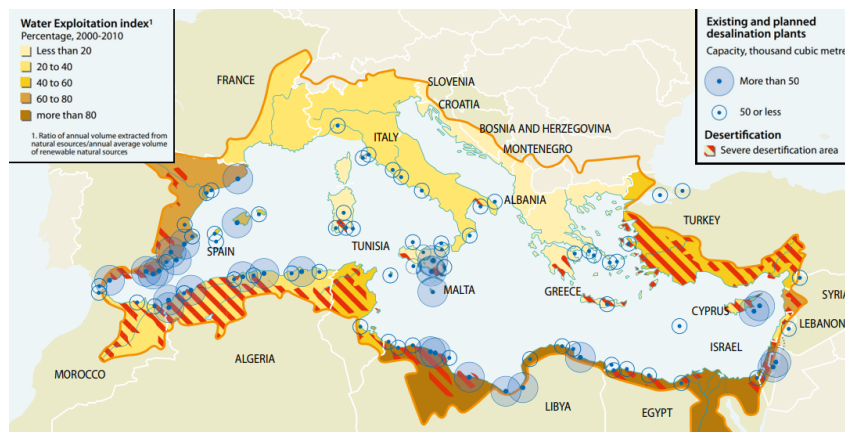 Water Exploitation index¹
Percentage, 2000-2010
Less than 20
20 to 40
40 to 60
60 to 80
more than 80
1. Ratio of annual volume extracted from
natural esources/annual average volume
of renewable natural sources
Existing and planned
desalination plants
Capacity, thousand cubic metre
More than 50
50 or less
Desertification
Severe desertification area
FRANCE
SLOVENIA
CROATIA
ITALY
BOSNIA AND HERZEGOVINA
MONTENEGRO
ALBANIA
TURKEY
SPAIN
TUNISIA
MALTA
GREECE
CYPRUS
SYRIA
LEBANON
ISRAEL
MOROCCO
ALGERIA
LIBYA
EGYPT